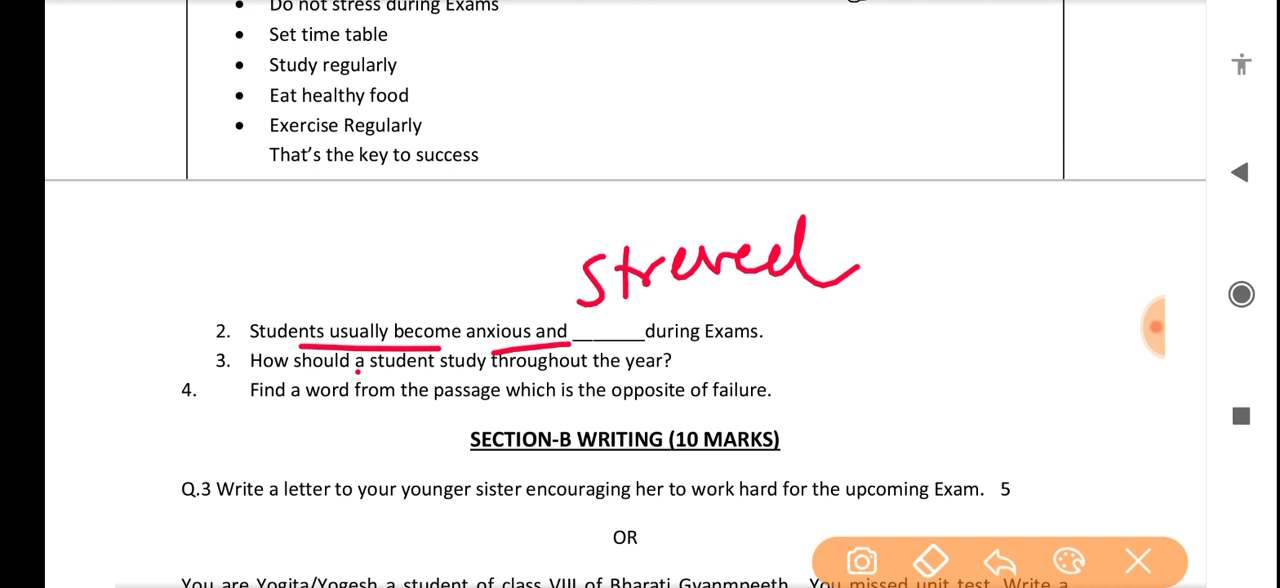 Do not stress during Exams
Set time table
Study regularly
Eat healthy food
Exercise Regularly
That's the key to success
2. Students usually become anxious and _______during Exams.
3. How should a student study throughout the year?
4. Find a word from the passage which is the opposite of failure.
SECTION-B WRITING (10 MARKS)
Q.3 Write a letter to your younger sister encouraging her to work hard for the upcoming Exam. 5
OR
You are Yogita/Yogesh a student of class VIII of Bharati Gyanmpeeth. You missed unit test. Write a